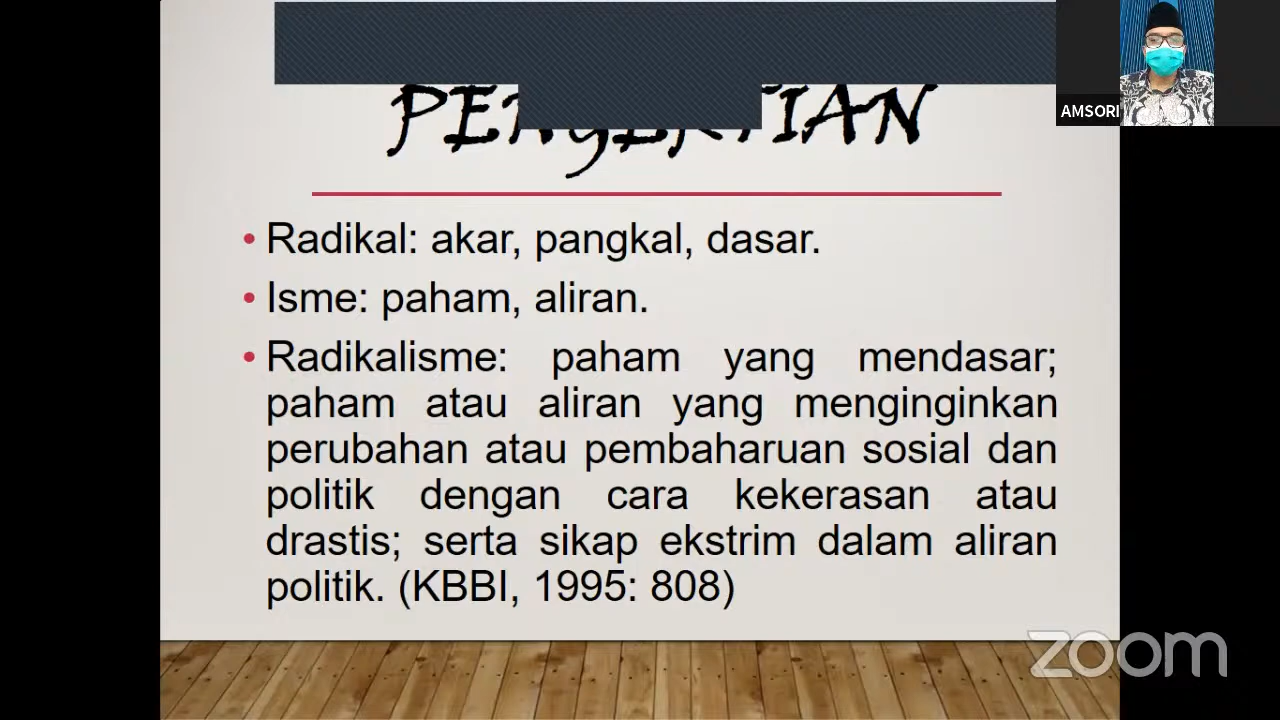 PENGERTIAN
AMSORI
• Radikal: akar, pangkal, dasar.
• Isme: paham, aliran.
• Radikalisme: paham yang mendasar;
paham atau aliran yang menginginkan
perubahan atau pembaharuan sosial dan
politik dengan cara kekerasan atau
drastis; serta sikap ekstrim dalam aliran
politik. (KBBI, 1995: 808)
zoom